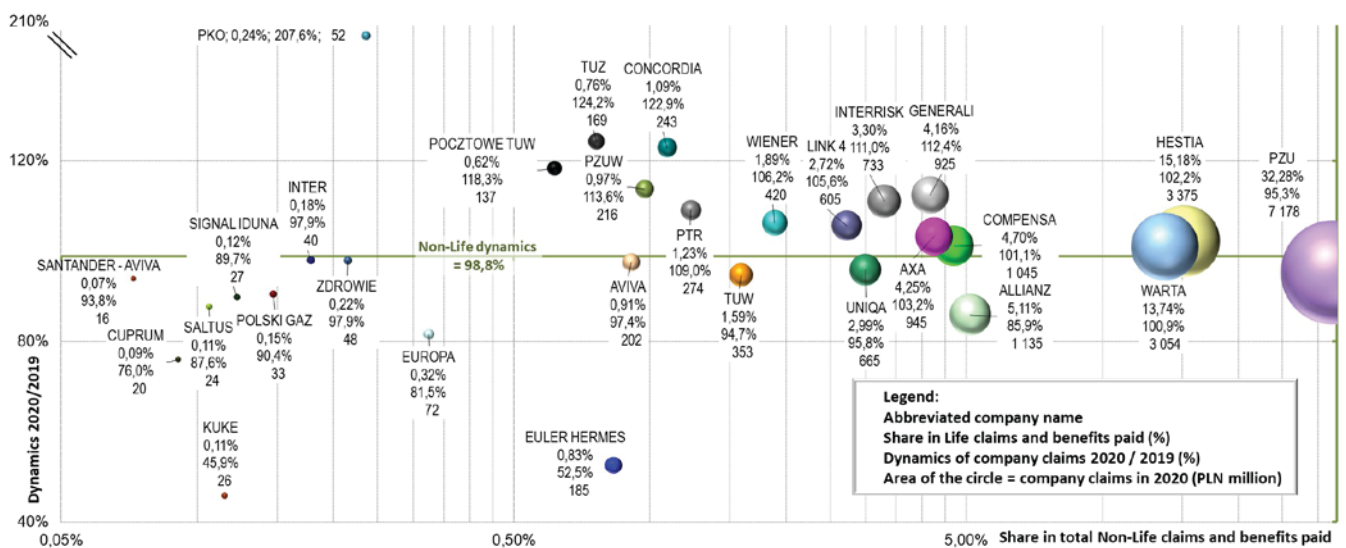 210%
PKO; 0,24%; 207,6%; 52
TUZ
0,76%
124,2%
169
CONCORDIA
1,09%
122,9%
243
POCZTOWE TUW
0,62%
118,3%
137
PZUW
0,97%
113,6%
216
WIENER
1,89%
106,2%
420
LINK 4
2,72%
105,6%
605
INTERRISK
3,30%
111,0%
733
GENERALI
4,16%
112,4%
925
HESTIA
15,18%
102,2%
3 375
PZU
32,28%
95,3%
7 178
120%
INTER
0,18%
97,9%
40
SIGNAL IDUNA
0,12%
89,7%
27
SANTANDER - AVIVA
0,07%
93,8%
16
Non-Life dynamics
= 98,8%
PTR
1,23%
109,0%
274
COMPENSA
4,70%
101,1%
1 045
ZDROWIE
0,22%
97,9%
48
AVIVA
0,91%
97,4%
202
TUW
1,59%
94,7%
353
UNIQA
2,99%
95,8%
665
AXA
4,25%
103,2%
945
ALLIANZ
5,11%
85,9%
1 135
WARTA
13,74%
100,9%
3 054
CUPRUM
0,09%
76,0%
20
SALTUS
0,11%
87,6%
24
POLSKI GAZ
0,15%
90,4%
33
80%
EUROPA
0,32%
81,5%
72
KUKE
0,11%
45,9%
26
EULER HERMES
0,83%
52,5%
185
Legend:
Abbreviated company name
Share in Life claims and benefits paid (%)
Dynamics of company claims 2020 / 2019 (%)
Area of the circle = company claims in 2020 (PLN million)
Dynamics 2020/2019
40%
0,05%
0,50%
5,00%
Share in total Non-Life claims and benefits paid